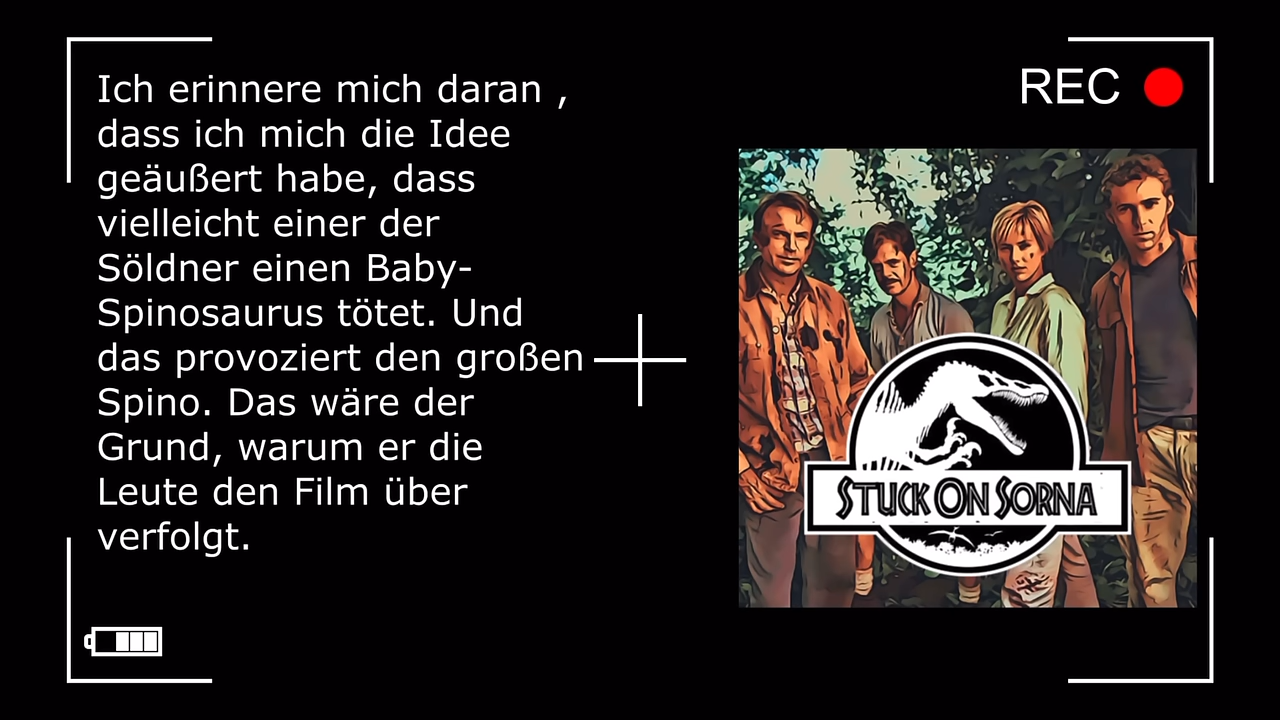 Ich erinnere mich daran ,
dass ich mich die Idee
geäußert habe, dass
vielleicht einer der
Söldner einen Baby-
Spinosaurus tötet. Und
das provoziert den großen
Spino. Das wäre der
Grund, warum er die
Leute den Film über
verfolgt.
REC
STUCK ON SORNA